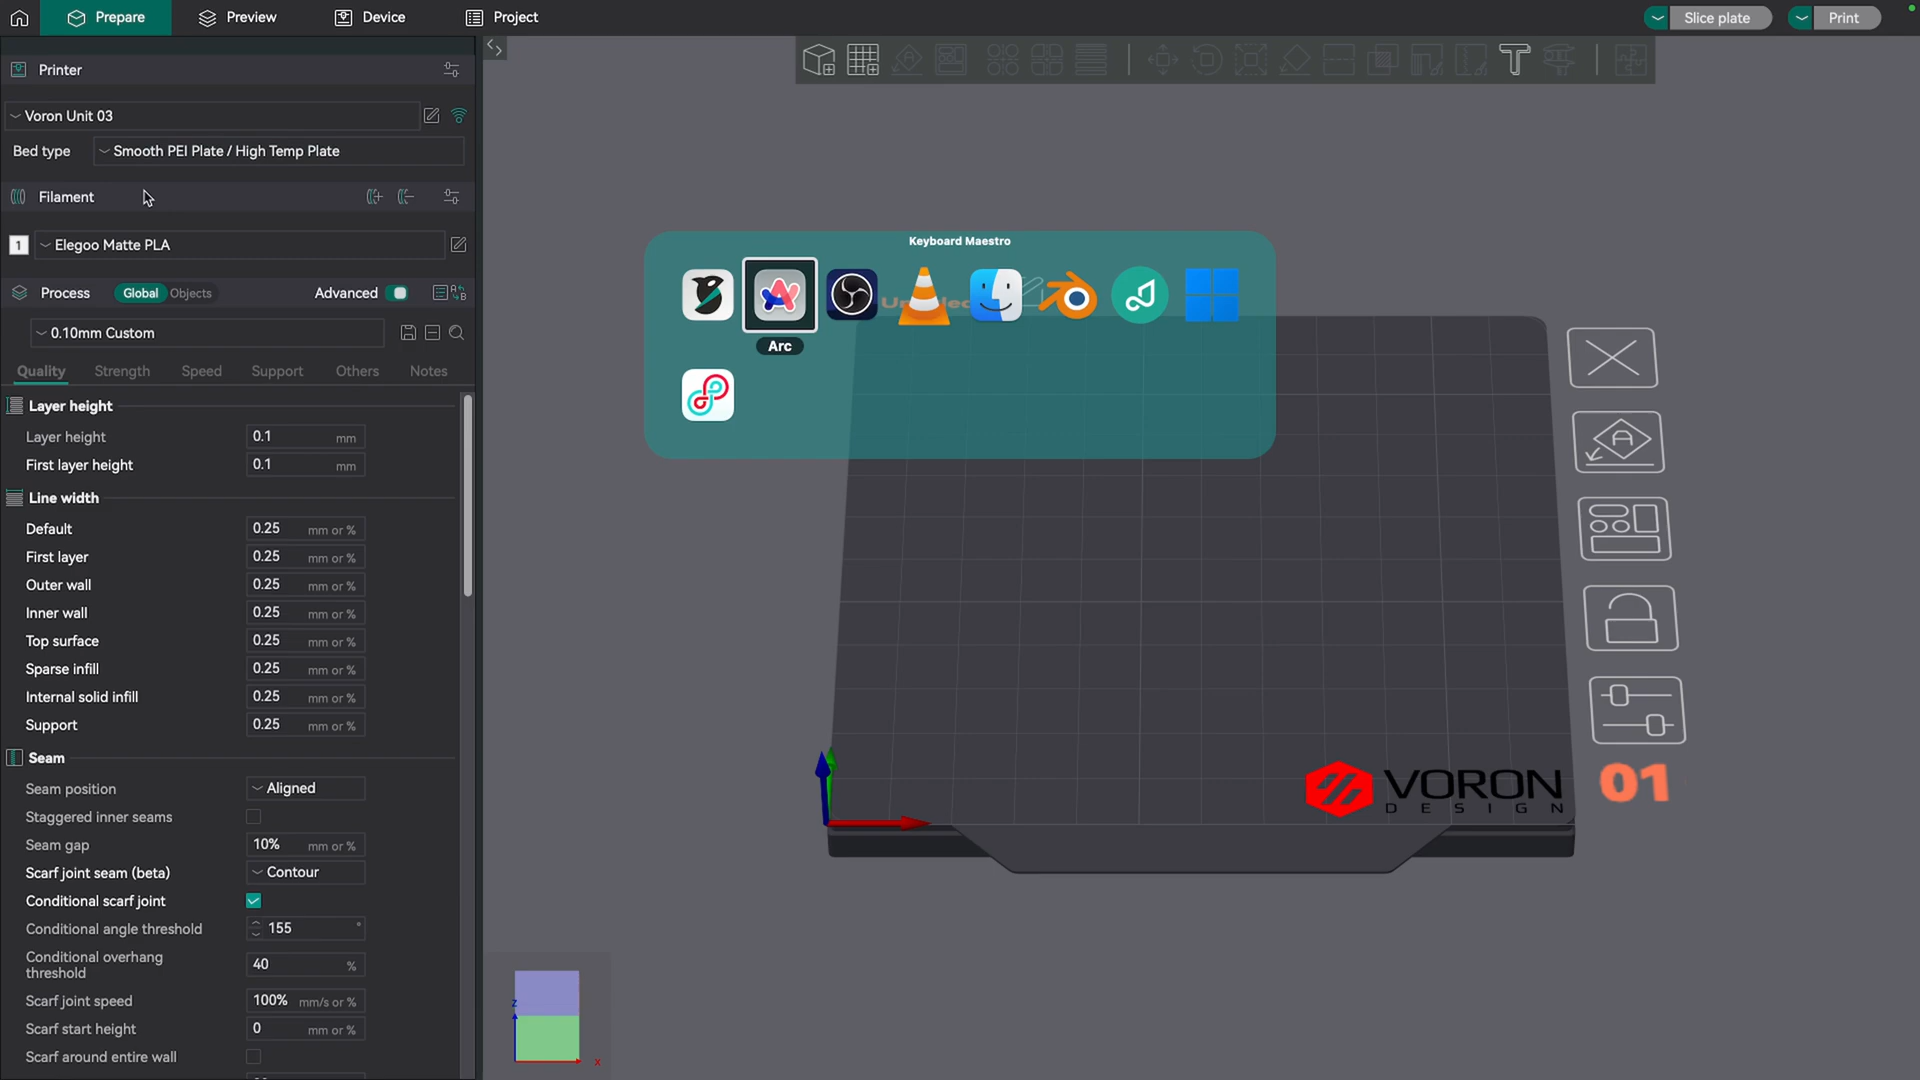 Prepare
Preview
Device
Project
Slice plate
Print
Printer
Voron Unit 03
Bed type
Smooth PEI Plate / High Temp Plate
Filament
1
Elegoo Matte PLA
Process
Global
Objects
Advanced
0.10mm Custom
Quality
Strength
Speed
Support
Others
Notes
Layer height
Layer height 0.1 mm
First layer height 0.1 mm
Line width
Default 0.25 mm or %
First layer 0.25 mm or %
Outer wall 0.25 mm or %
Inner wall 0.25 mm or %
Top surface 0.25 mm or %
Sparse infill 0.25 mm or %
Internal solid infill 0.25 mm or %
Support 0.25 mm or %
Seam
Seam position Aligned
Staggered inner seams
Seam gap 10% mm or %
Scarf joint seam (beta) Contour
Conditional scarf joint
Conditional angle threshold 155 °
Conditional overhang
threshold 40 %
Scarf joint speed 100% mm/s or %
Scarf start height 0 mm or %
Scarf around entire wall
Keyboard Maestro
Arc
VORON
DESIGN
01
z
x